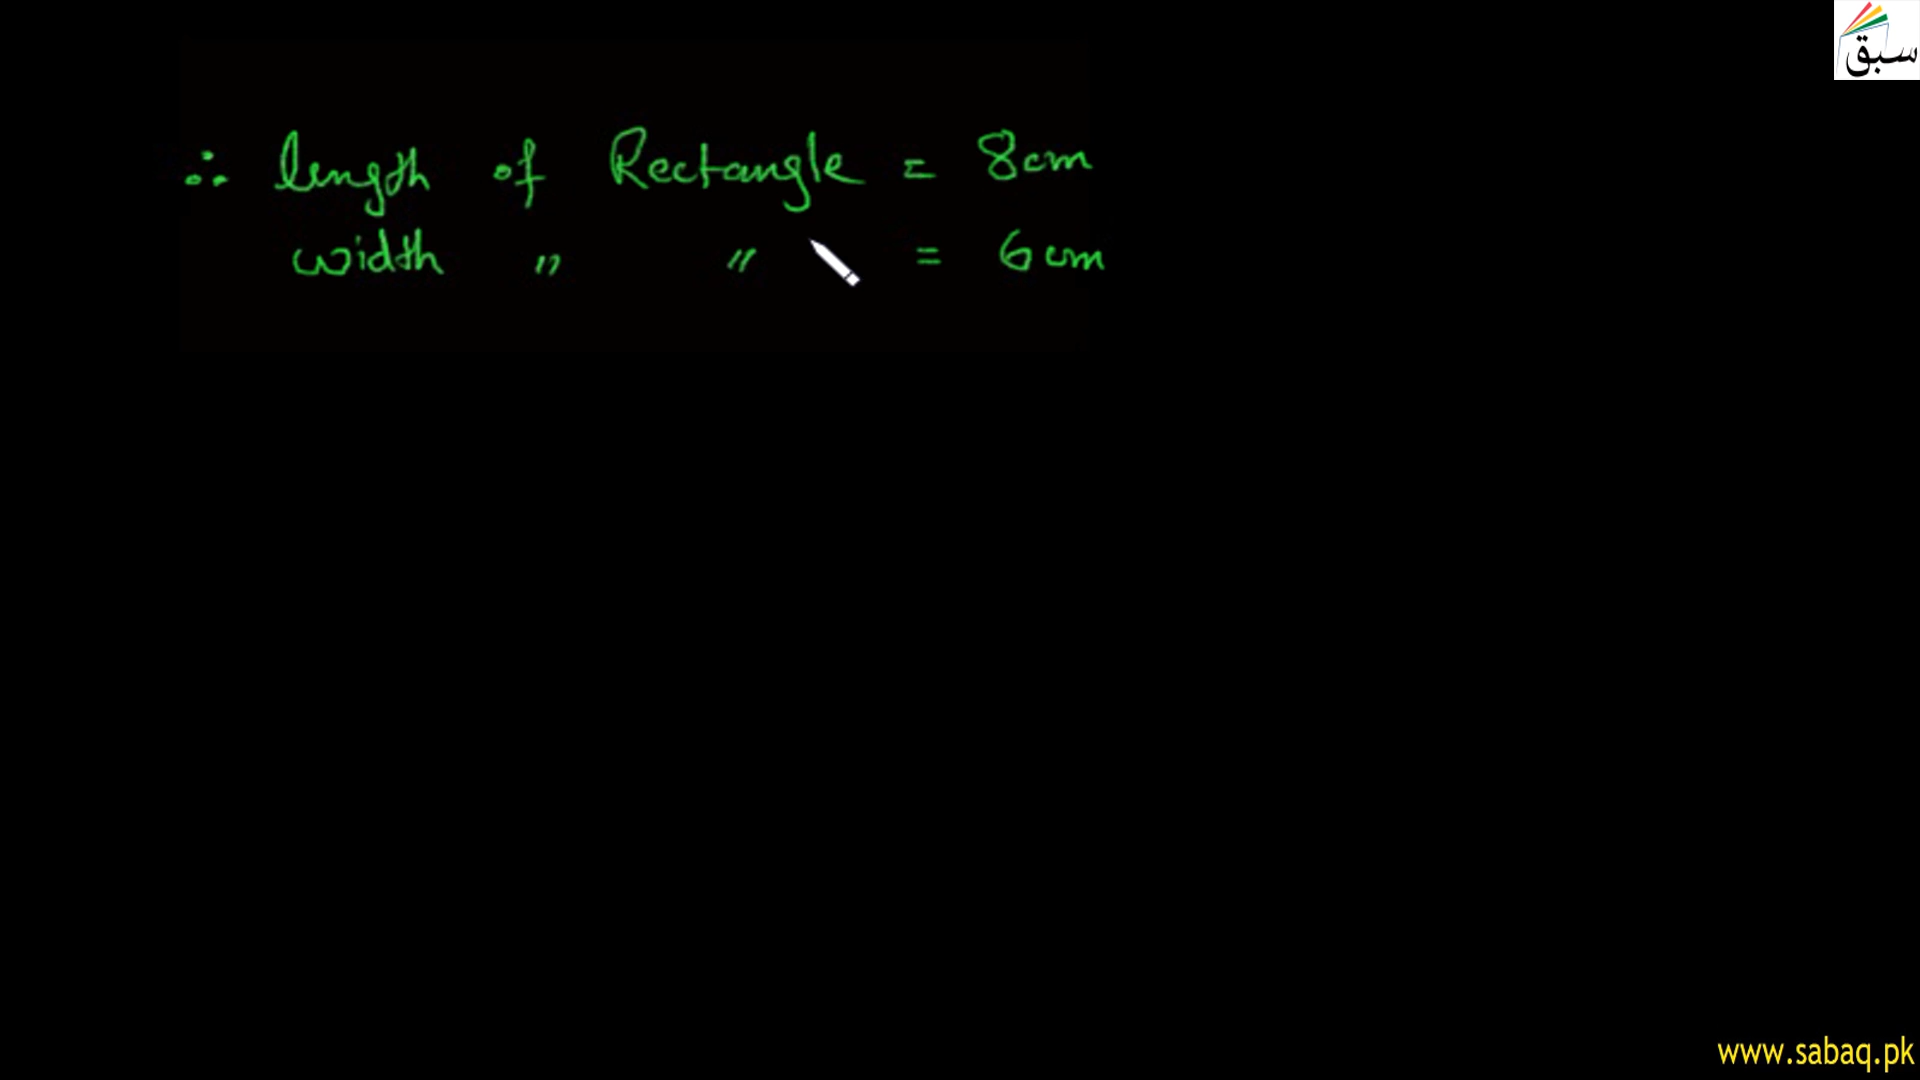 سبق
∴ length of Rectangle = 8cm
width " " = 6cm
www.sabaq.pk